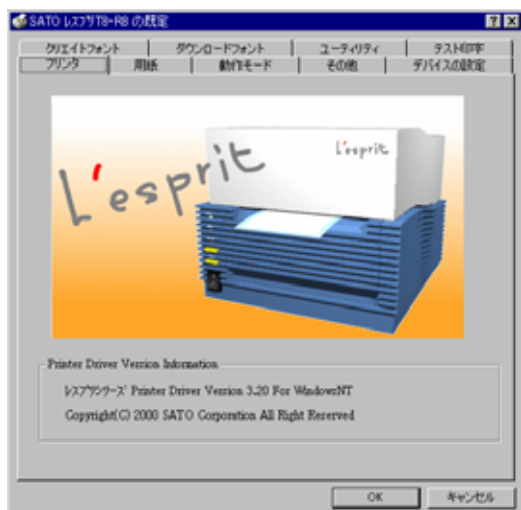 SATO ﾚｽﾌﾟﾘT8-R8 の既定
クリエイトフォント ダウンロードフォント ユーティリティ テスト印字
プリンタ 用紙 動作モード その他 デバイスの設定
L'esprit
L'esprit
Printer Driver Version Information
ﾚｽﾌﾟﾘｼﾘｰｽﾞ Printer Driver Version 3.20 For WindowsNT
Copyright(C) 2000 SATO Corporation All Right Reserved
OK キャンセル